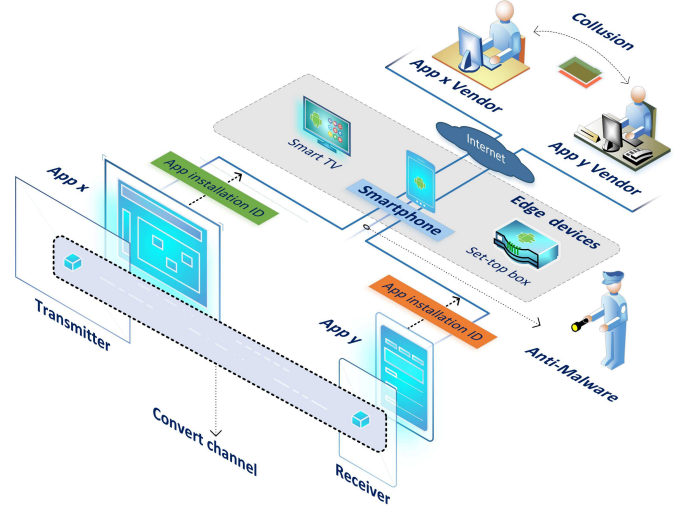 Collusion
App x Vendor
Internet
App y Vendor
Smart TV
App x
App installation ID
Smartphone
Edge devices
Set-top box
App installation ID
App y
Transmitter
Anti-Malware
Convert channel
Receiver